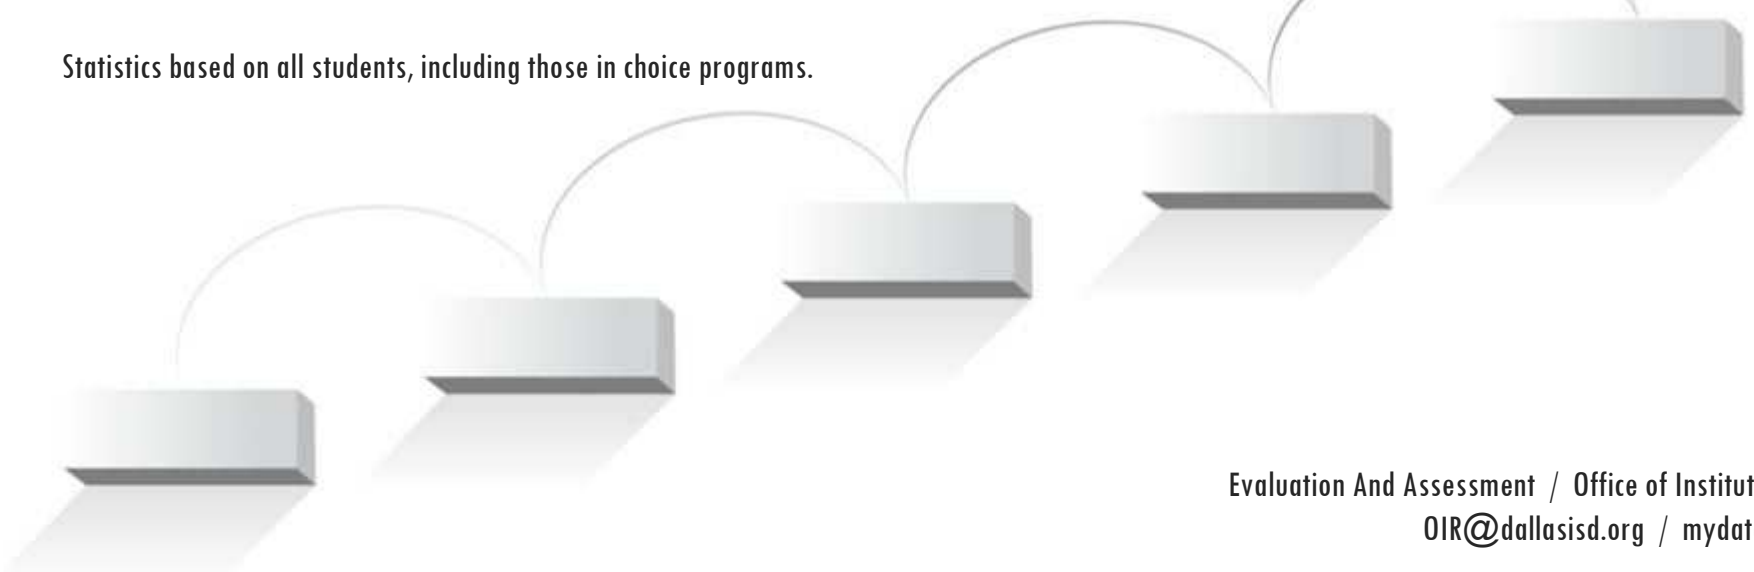 Statistics based on all students, including those in choice programs.
Evaluation And Assessment / Office of Institut
OIR@dallasisd.org / mydat